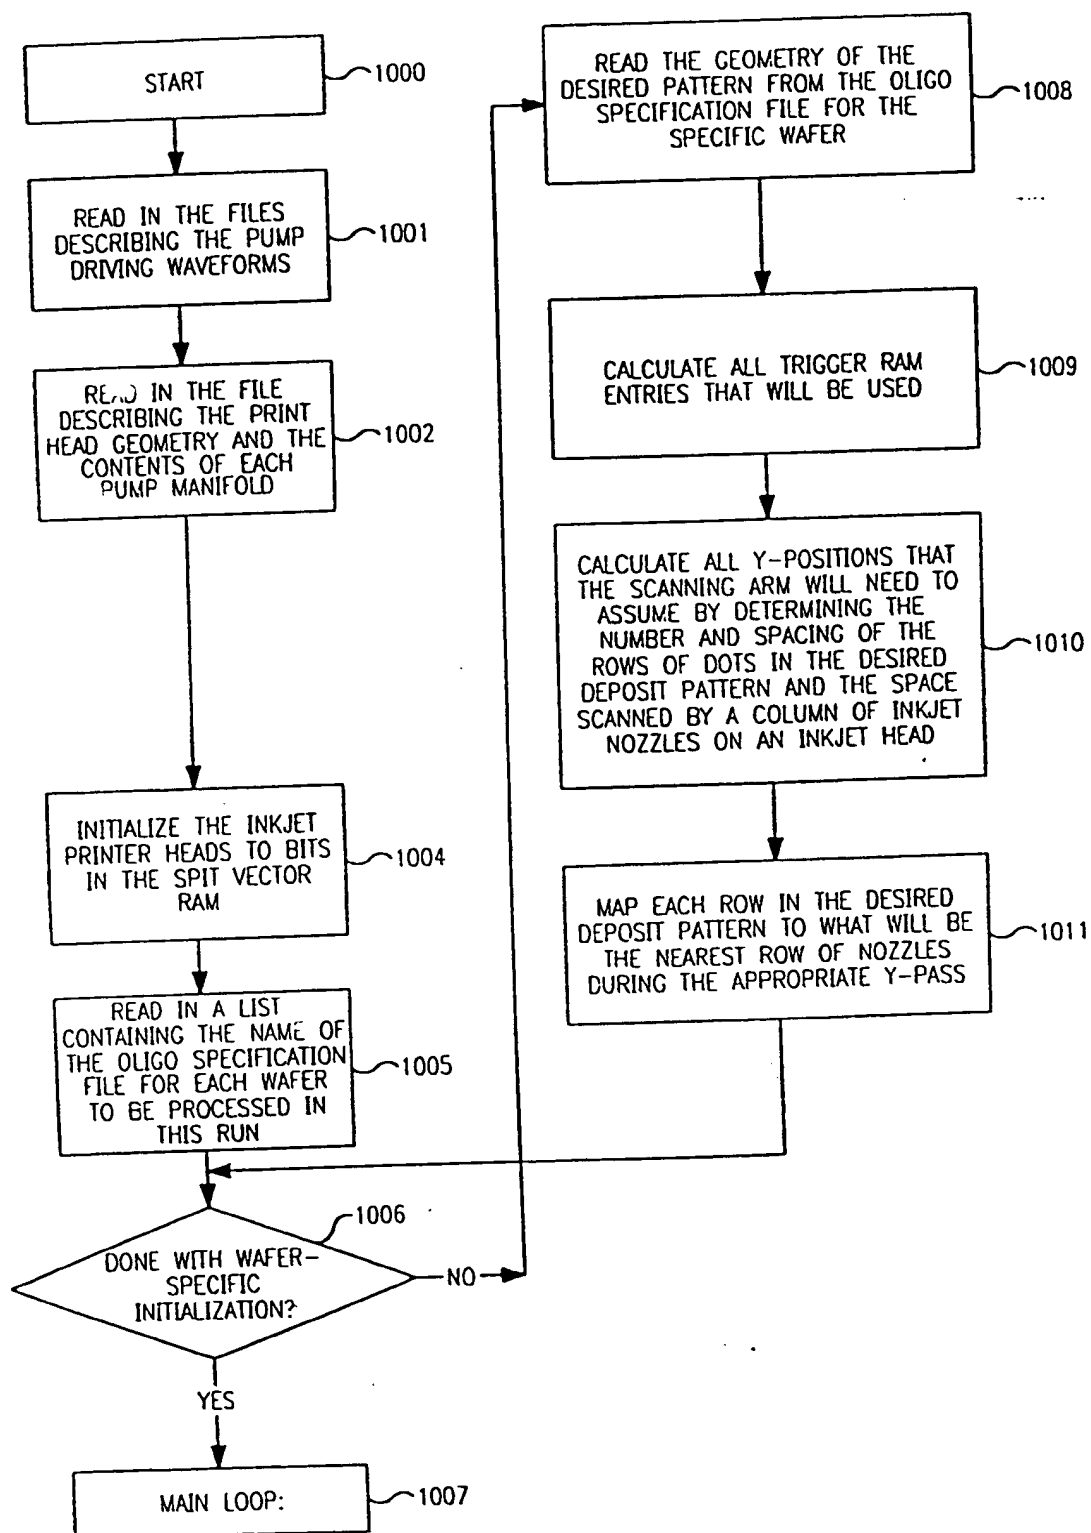 START
1000
READ IN THE FILES
DESCRIBING THE PUMP
DRIVING WAVEFORMS
1001
READ IN THE FILE
DESCRIBING THE PRINT
HEAD GEOMETRY AND THE
CONTENTS OF EACH
PUMP MANIFOLD
1002
INITIALIZE THE INKJET
PRINTER HEADS TO BITS
IN THE SPIT VECTOR
RAM
1004
READ IN A LIST
CONTAINING THE NAME OF
THE OLIGO SPECIFICATION
FILE FOR EACH WAFER
TO BE PROCESSED IN
THIS RUN
1005
1006
DONE WITH WAFER-
SPECIFIC
INITIALIZATION?
NO
YES
MAIN LOOP:
1007
READ THE GEOMETRY OF THE
DESIRED PATTERN FROM THE OLIGO
SPECIFICATION FILE FOR THE
SPECIFIC WAFER
1008
CALCULATE ALL TRIGGER RAM
ENTRIES THAT WILL BE USED
1009
CALCULATE ALL Y-POSITIONS THAT
THE SCANNING ARM WILL NEED TO
ASSUME BY DETERMINING THE
NUMBER AND SPACING OF THE
ROWS OF DOTS IN THE DESIRED
DEPOSIT PATTERN AND THE SPACE
SCANNED BY A COLUMN OF INKJET
NOZZLES ON AN INKJET HEAD
1010
MAP EACH ROW IN THE DESIRED
DEPOSIT PATTERN TO WHAT WILL BE
THE NEAREST ROW OF NOZZLES
DURING THE APPROPRIATE Y-PASS
1011